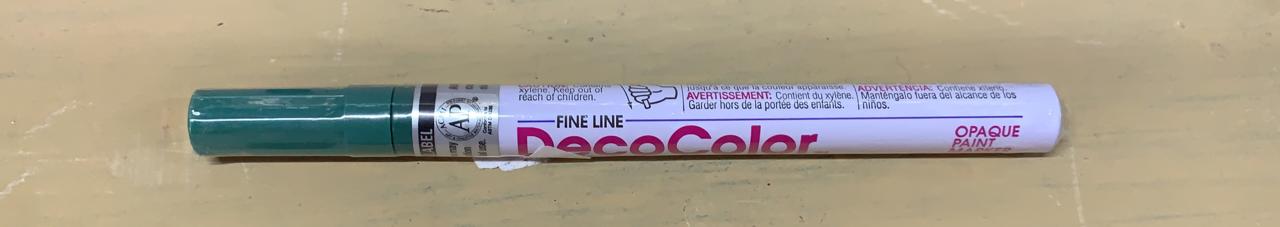 xylene. Keep out of
reach of children.
jusqu'à ce que la couleur apparaisse.
AVERTISSEMENT: Contient du xylène.
Garder hors de la portée des enfants.
ADVERTENCIA: Contiene xileno.
Manténgalo fuera del alcance de los
niños.
FINE LINE
DecoColor
OPAQUE
PAINT
MARKER
AP